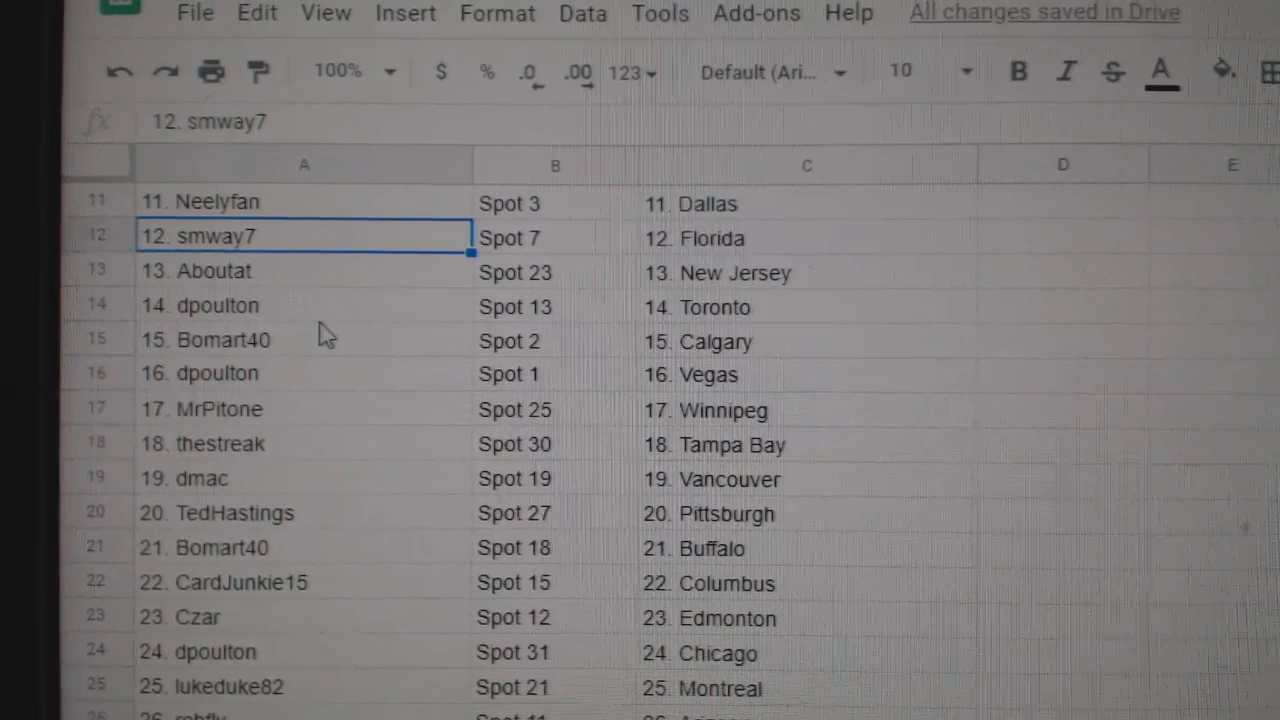 File Edit View Insert Format Data Tools Add-ons Help All changes saved in Drive
100% $ % .0 .00 123 Default (Ari... 10 B I S A
fx 12. smway7
A B C D E
11 11. Neelyfan Spot 3 11. Dallas
12 12. smway7 Spot 7 12. Florida
13 13. Aboutat Spot 23 13. New Jersey
14 14. dpoulton Spot 13 14. Toronto
15 15. Bomart40 Spot 2 15. Calgary
16 16. dpoulton Spot 1 16. Vegas
17 17. MrPitone Spot 25 17. Winnipeg
18 18. thestreak Spot 30 18. Tampa Bay
19 19. dmac Spot 19 19. Vancouver
20 20. TedHastings Spot 27 20. Pittsburgh
21 21. Bomart40 Spot 18 21. Buffalo
22 22. CardJunkie15 Spot 15 22. Columbus
23 23. Czar Spot 12 23. Edmonton
24 24. dpoulton Spot 31 24. Chicago
25 25. lukeduke82 Spot 21 25. Montreal